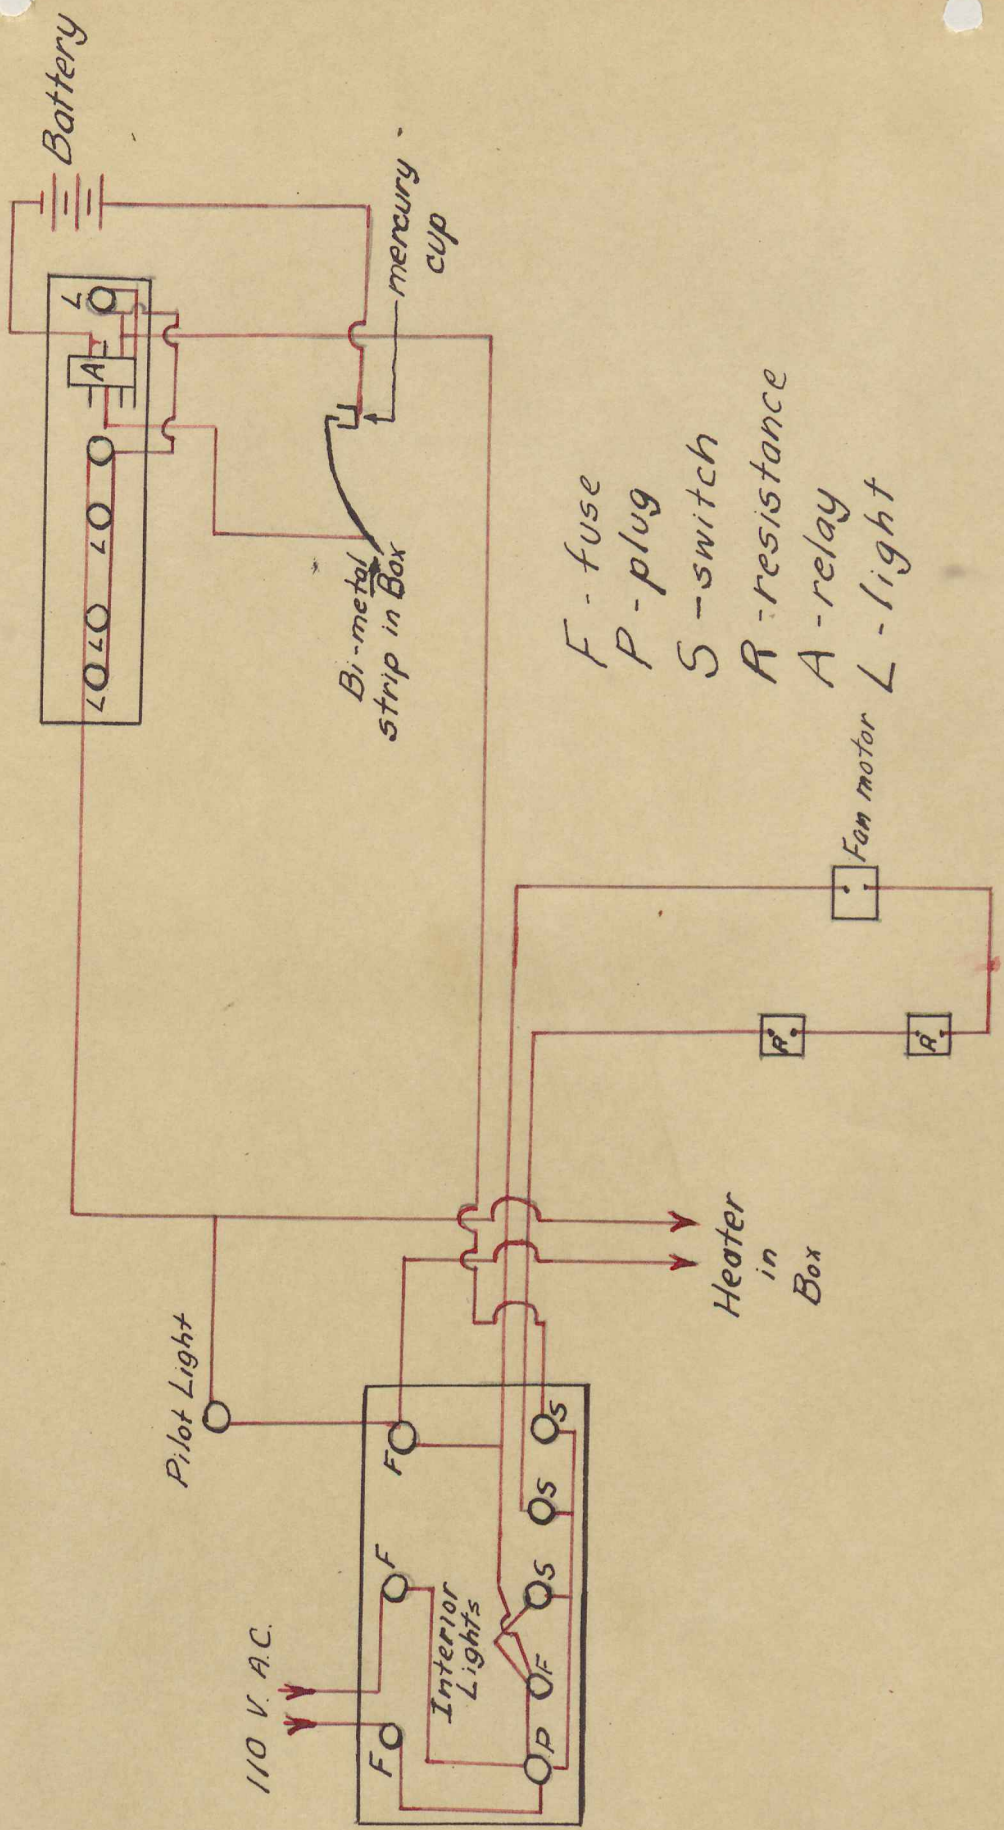 Battery
L
A
L
L
L
mercury
cup
Bi-metal
strip in Box
F - fuse
P - plug
S - switch
R - resistance
A - relay
L - light
Fan motor
R
R
Heater
in
Box
Pilot Light
110 V. A.C.
F
F
F
Interior
Lights
P
F
S
S
S